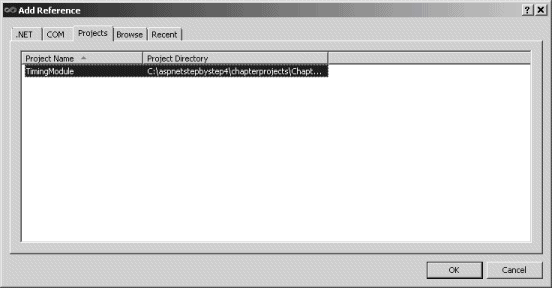 Add Reference
.NET COM Projects Browse Recent
Project Name Project Directory
TimingModule C:\aspnetstepbystep4\chapterprojects\Chapt...
OK Cancel